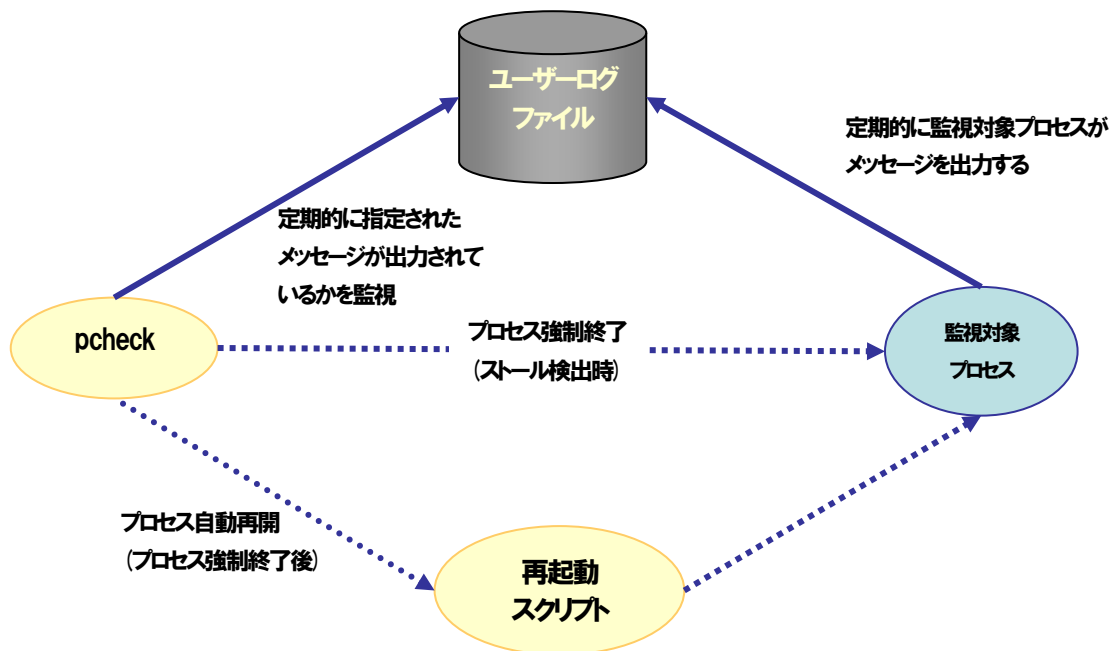 ユーザーログ
ファイル
定期的に監視対象プロセスが
メッセージを出力する
定期的に指定された
メッセージが出力されて
いるかを監視
pcheck
プロセス強制終了
(ストール検出時)
監視対象
プロセス
プロセス自動再開
(プロセス強制終了後)
再起動
スクリプト